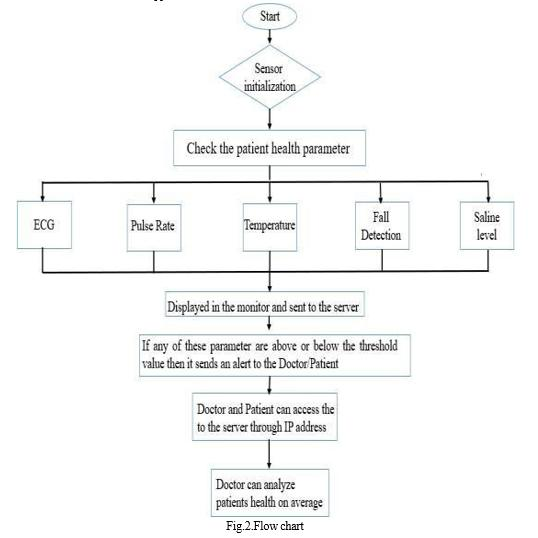 Start
Sensor
initialization
Check the patient health parameter
ECG
Pulse Rate
Temperature
Fall
Detection
Saline
level
Displayed in the monitor and sent to the server
If any of these parameter are above or below the threshold
value then it sends an alert to the Doctor/Patient
Doctor and Patient can access the
to the server through IP address
Doctor can analyze
patients health on average
Fig.2.Flow chart